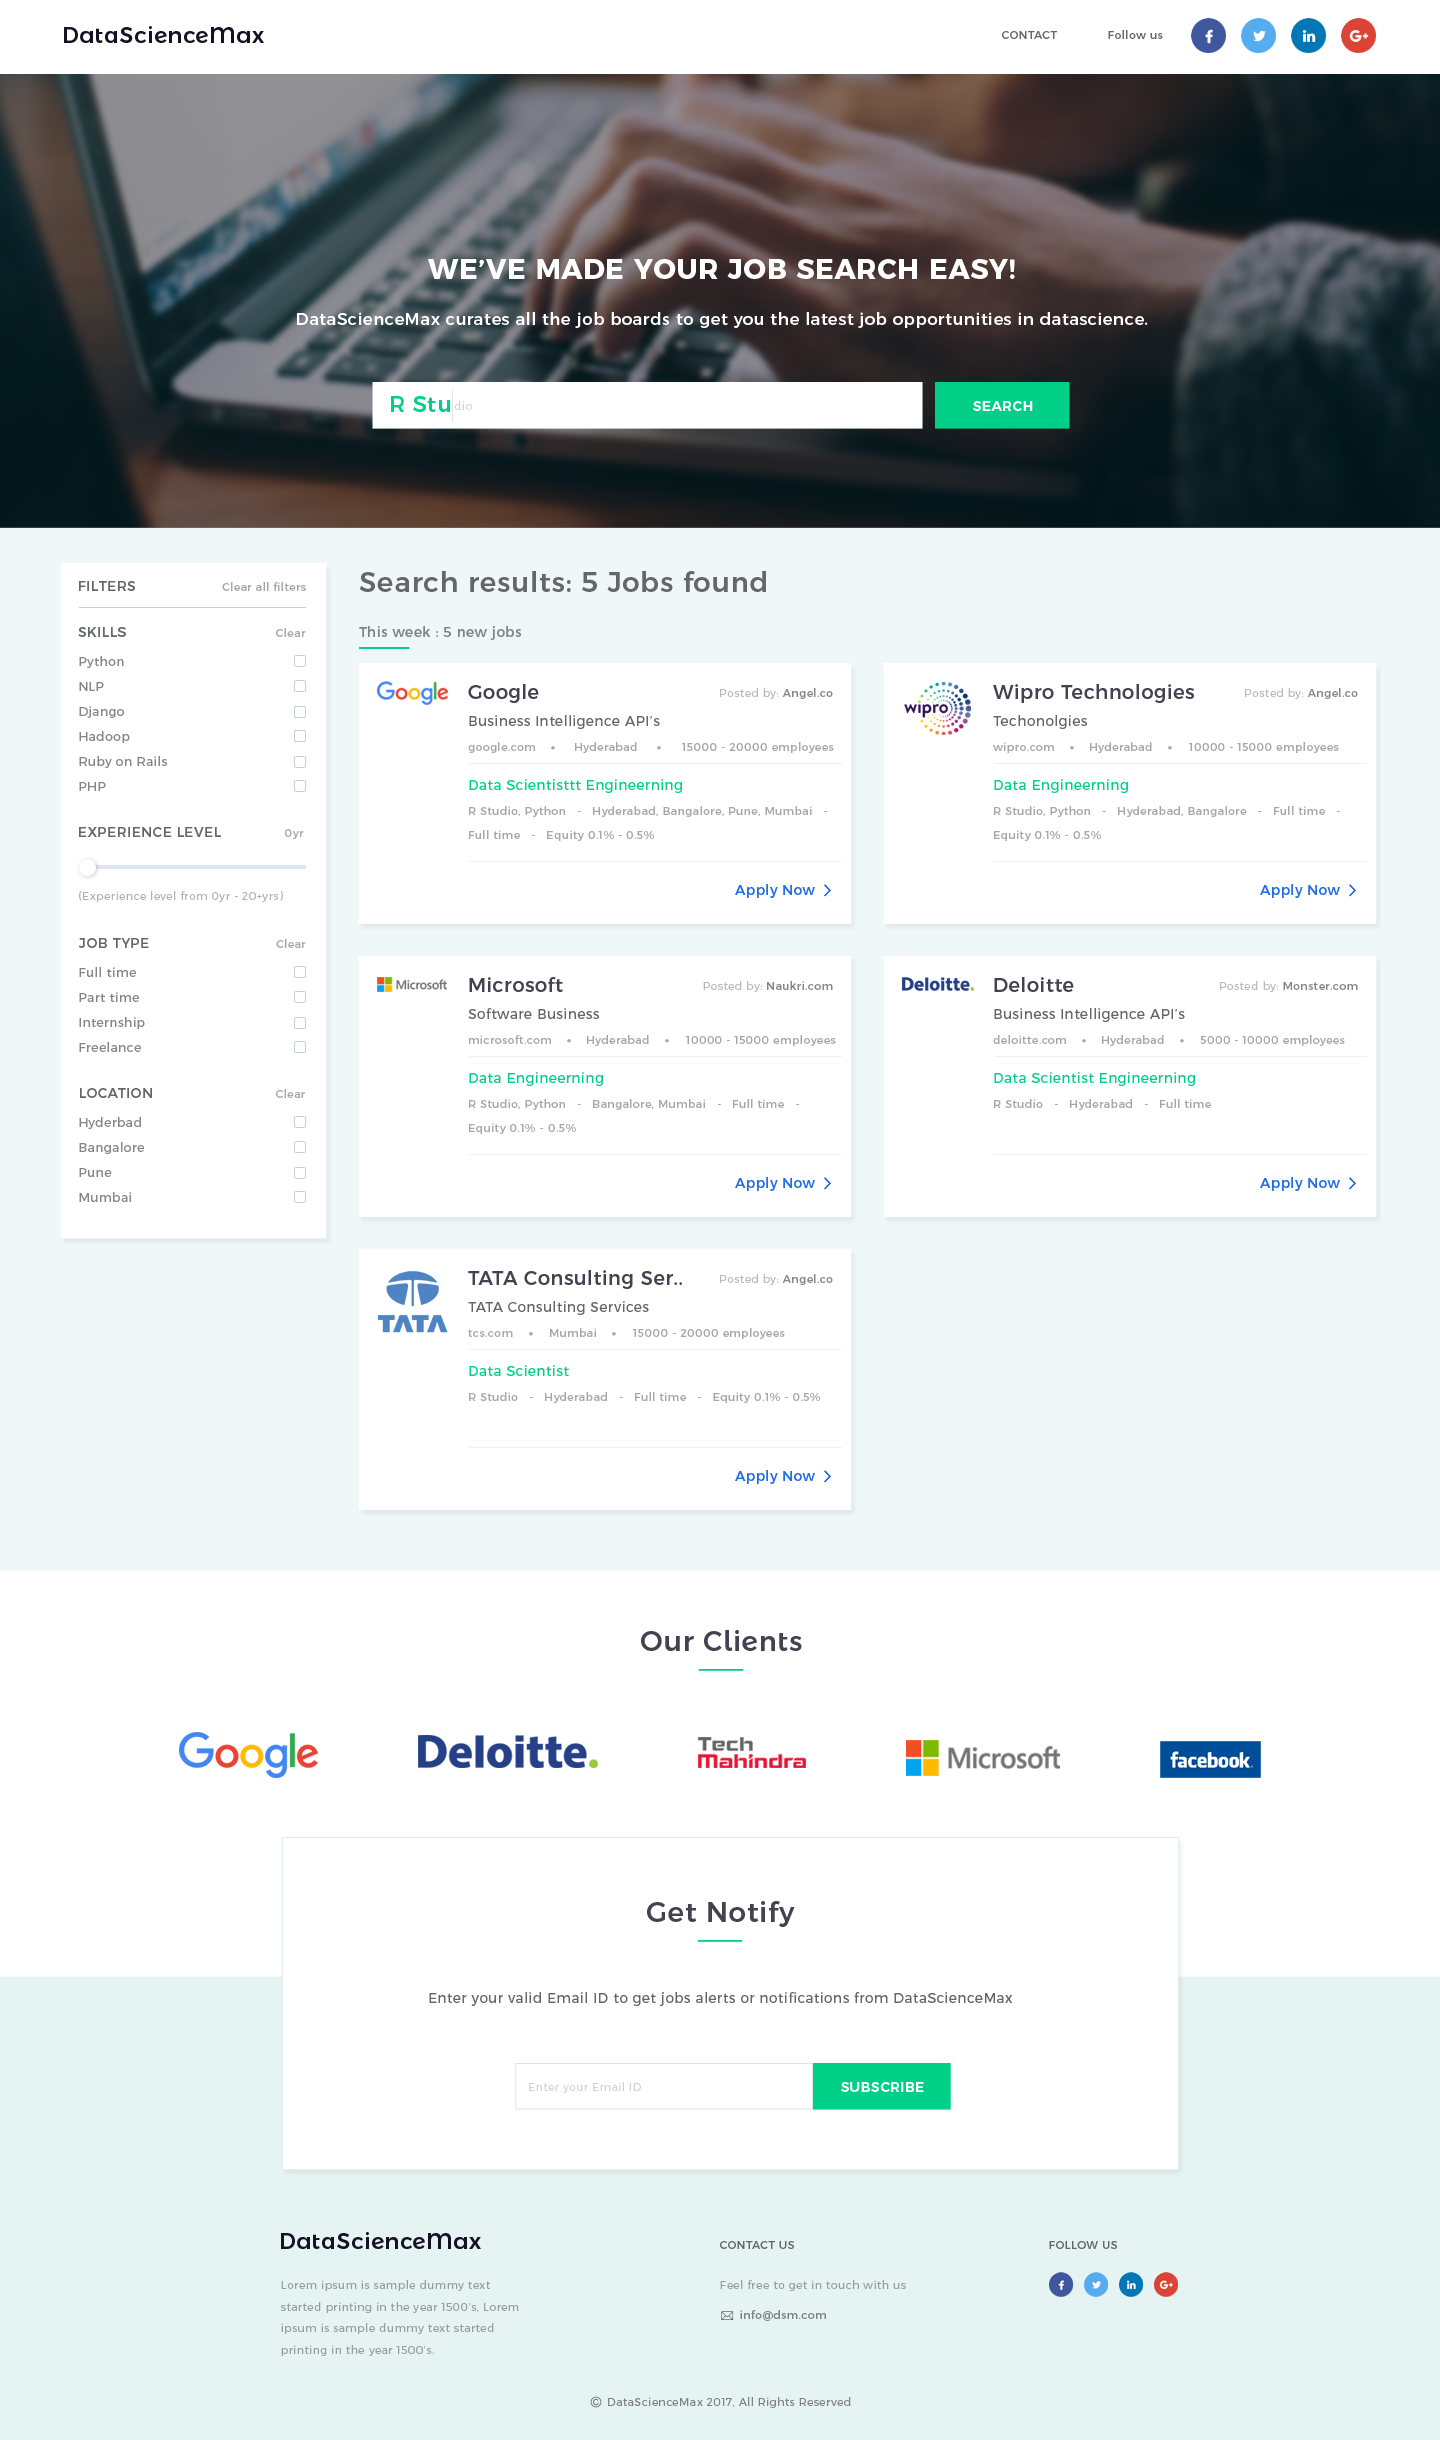 DataScienceMax
CONTACT
Follow us
WE'VE MADE YOUR JOB SEARCH EASY!
DataScienceMax curates all the job boards to get you the latest job opportunities in datascience.
R Studio
SEARCH
FILTERS
Clear all filters
SKILLS
Clear
Python
NLP
Django
Hadoop
Ruby on Rails
PHP
EXPERIENCE LEVEL
0yr
(Experience level from 0yr - 20+yrs)
JOB TYPE
Clear
Full time
Part time
Internship
Freelance
LOCATION
Clear
Hyderbad
Bangalore
Pune
Mumbai
Search results: 5 Jobs found
This week : 5 new jobs
Google
Google
Posted by: Angel.co
Business Intelligence API's
google.com • Hyderabad • 15000 - 20000 employees
Data Scientisttt Engineerning
R Studio, Python - Hyderabad, Bangalore, Pune, Mumbai -
Full time - Equity 0.1% - 0.5%
Apply Now
wipro
Wipro Technologies
Posted by: Angel.co
Techonolgies
wipro.com • Hyderabad • 10000 - 15000 employees
Data Engineerning
R Studio, Python - Hyderabad, Bangalore - Full time -
Equity 0.1% - 0.5%
Apply Now
Microsoft
Microsoft
Posted by: Naukri.com
Software Business
microsoft.com • Hyderabad • 10000 - 15000 employees
Data Engineerning
R Studio, Python - Bangalore, Mumbai - Full time -
Equity 0.1% - 0.5%
Apply Now
Deloitte.
Deloitte
Posted by: Monster.com
Business Intelligence API's
deloitte.com • Hyderabad • 5000 - 10000 employees
Data Scientist Engineerning
R Studio - Hyderabad - Full time
Apply Now
TATA
TATA Consulting Ser..
Posted by: Angel.co
TATA Consulting Services
tcs.com • Mumbai • 15000 - 20000 employees
Data Scientist
R Studio - Hyderabad - Full time - Equity 0.1% - 0.5%
Apply Now
Our Clients
Google
Deloitte.
Tech
Mahindra
Microsoft
facebook
Get Notify
Enter your valid Email ID to get jobs alerts or notifications from DataScienceMax
Enter your Email ID
SUBSCRIBE
DataScienceMax
Lorem ipsum is sample dummy text
started printing in the year 1500's, Lorem
ipsum is sample dummy text started
printing in the year 1500's.
CONTACT US
Feel free to get in touch with us
info@dsm.com
FOLLOW US
© DataScienceMax 2017, All Rights Reserved